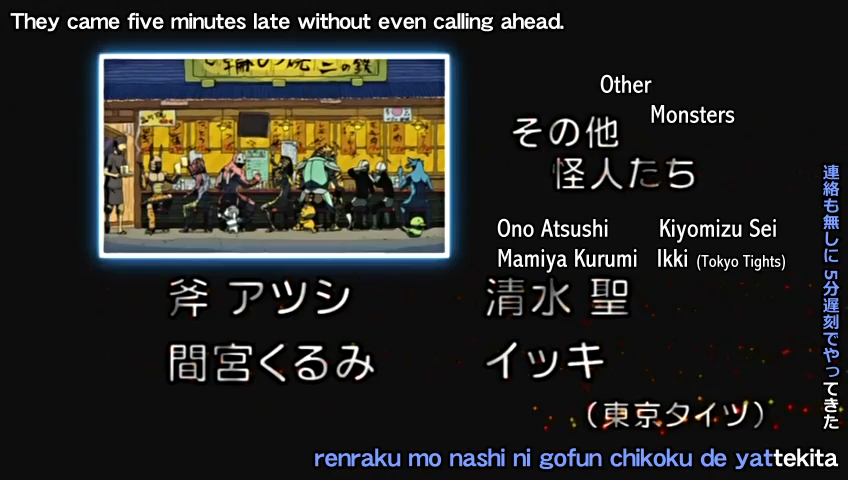 They came five minutes late without even calling ahead.
Other
Monsters
その他
怪人たち
Ono Atsushi Kiyomizu Sei
Mamiya Kurumi Ikki (Tokyo Tights)
斧 アツシ 清水 聖
間宮くるみ イッキ
（東京タイツ）
連絡も無しに 5分遅刻でやってきた
renraku mo nashi ni gofun chikoku de yattekita